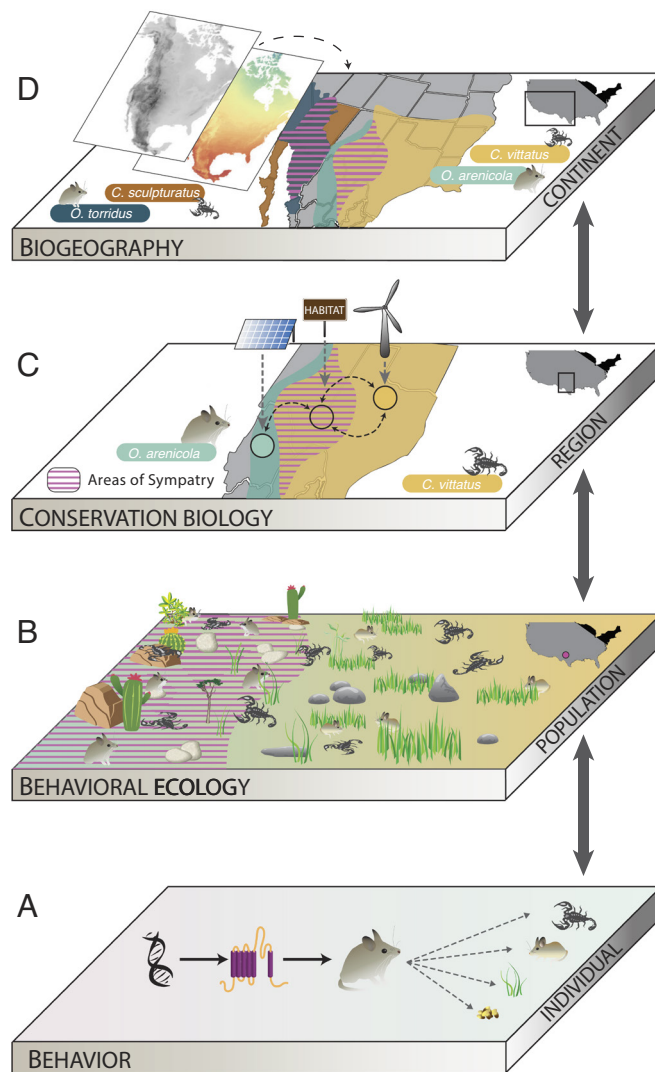 D
C. vittatus
O. arenicola
CONTINENT
C. sculpturatus
O. torridus
BIOGEOGRAPHY
HABITAT
C
O. arenicola
Areas of Sympatry
C. vittatus
REGION
CONSERVATION BIOLOGY
B
POPULATION
BEHAVIORAL ECOLOGY
A
INDIVIDUAL
BEHAVIOR